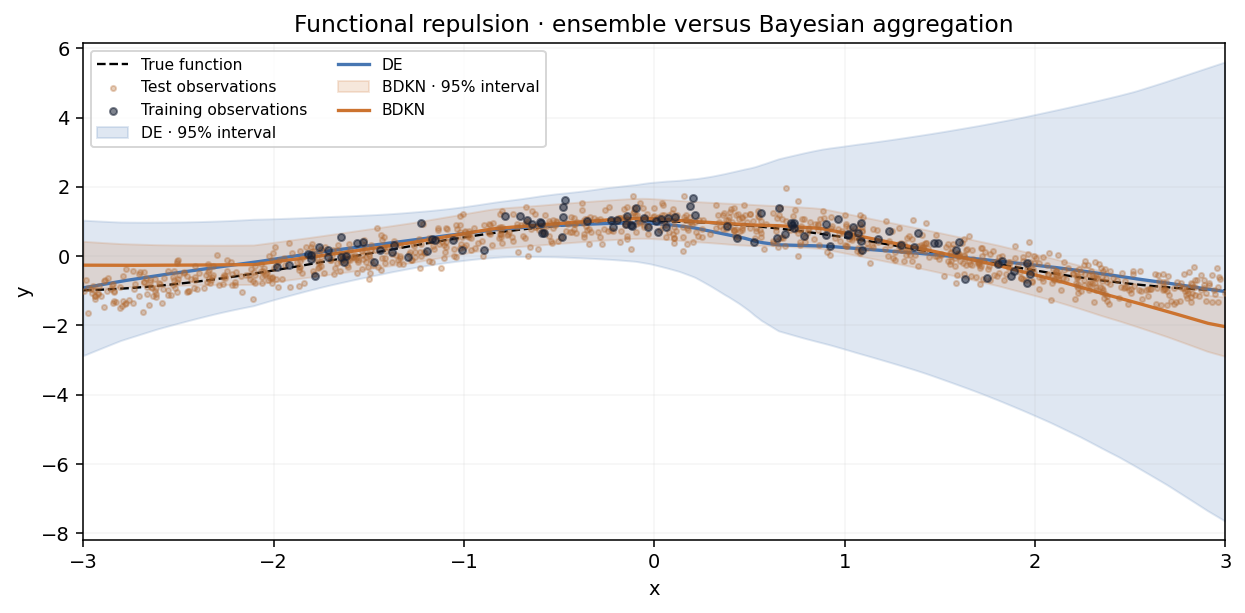 Functional repulsion · ensemble versus Bayesian aggregation
True function
Test observations
Training observations
DE · 95% interval
DE
BDKN · 95% interval
BDKN
y
6
4
2
0
−2
−4
−6
−8
−3
−2
−1
0
1
2
3
x